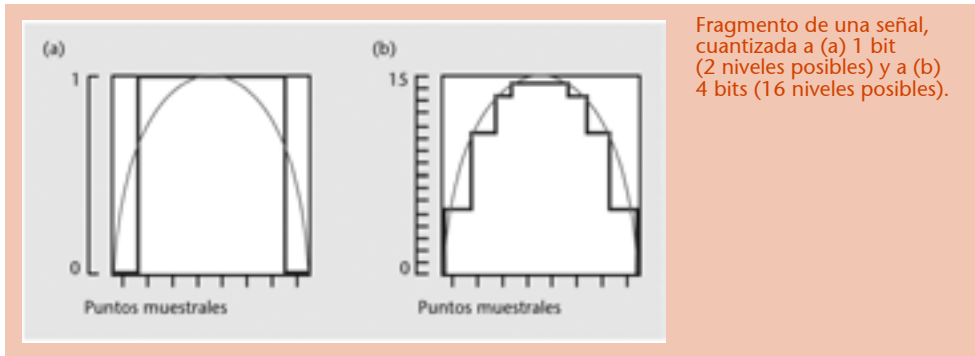 (a)
1
0
Puntos muestrales
(b)
15
0
Puntos muestrales
Fragmento de una señal,
cuantizada a (a) 1 bit
(2 niveles posibles) y a (b)
4 bits (16 niveles posibles).